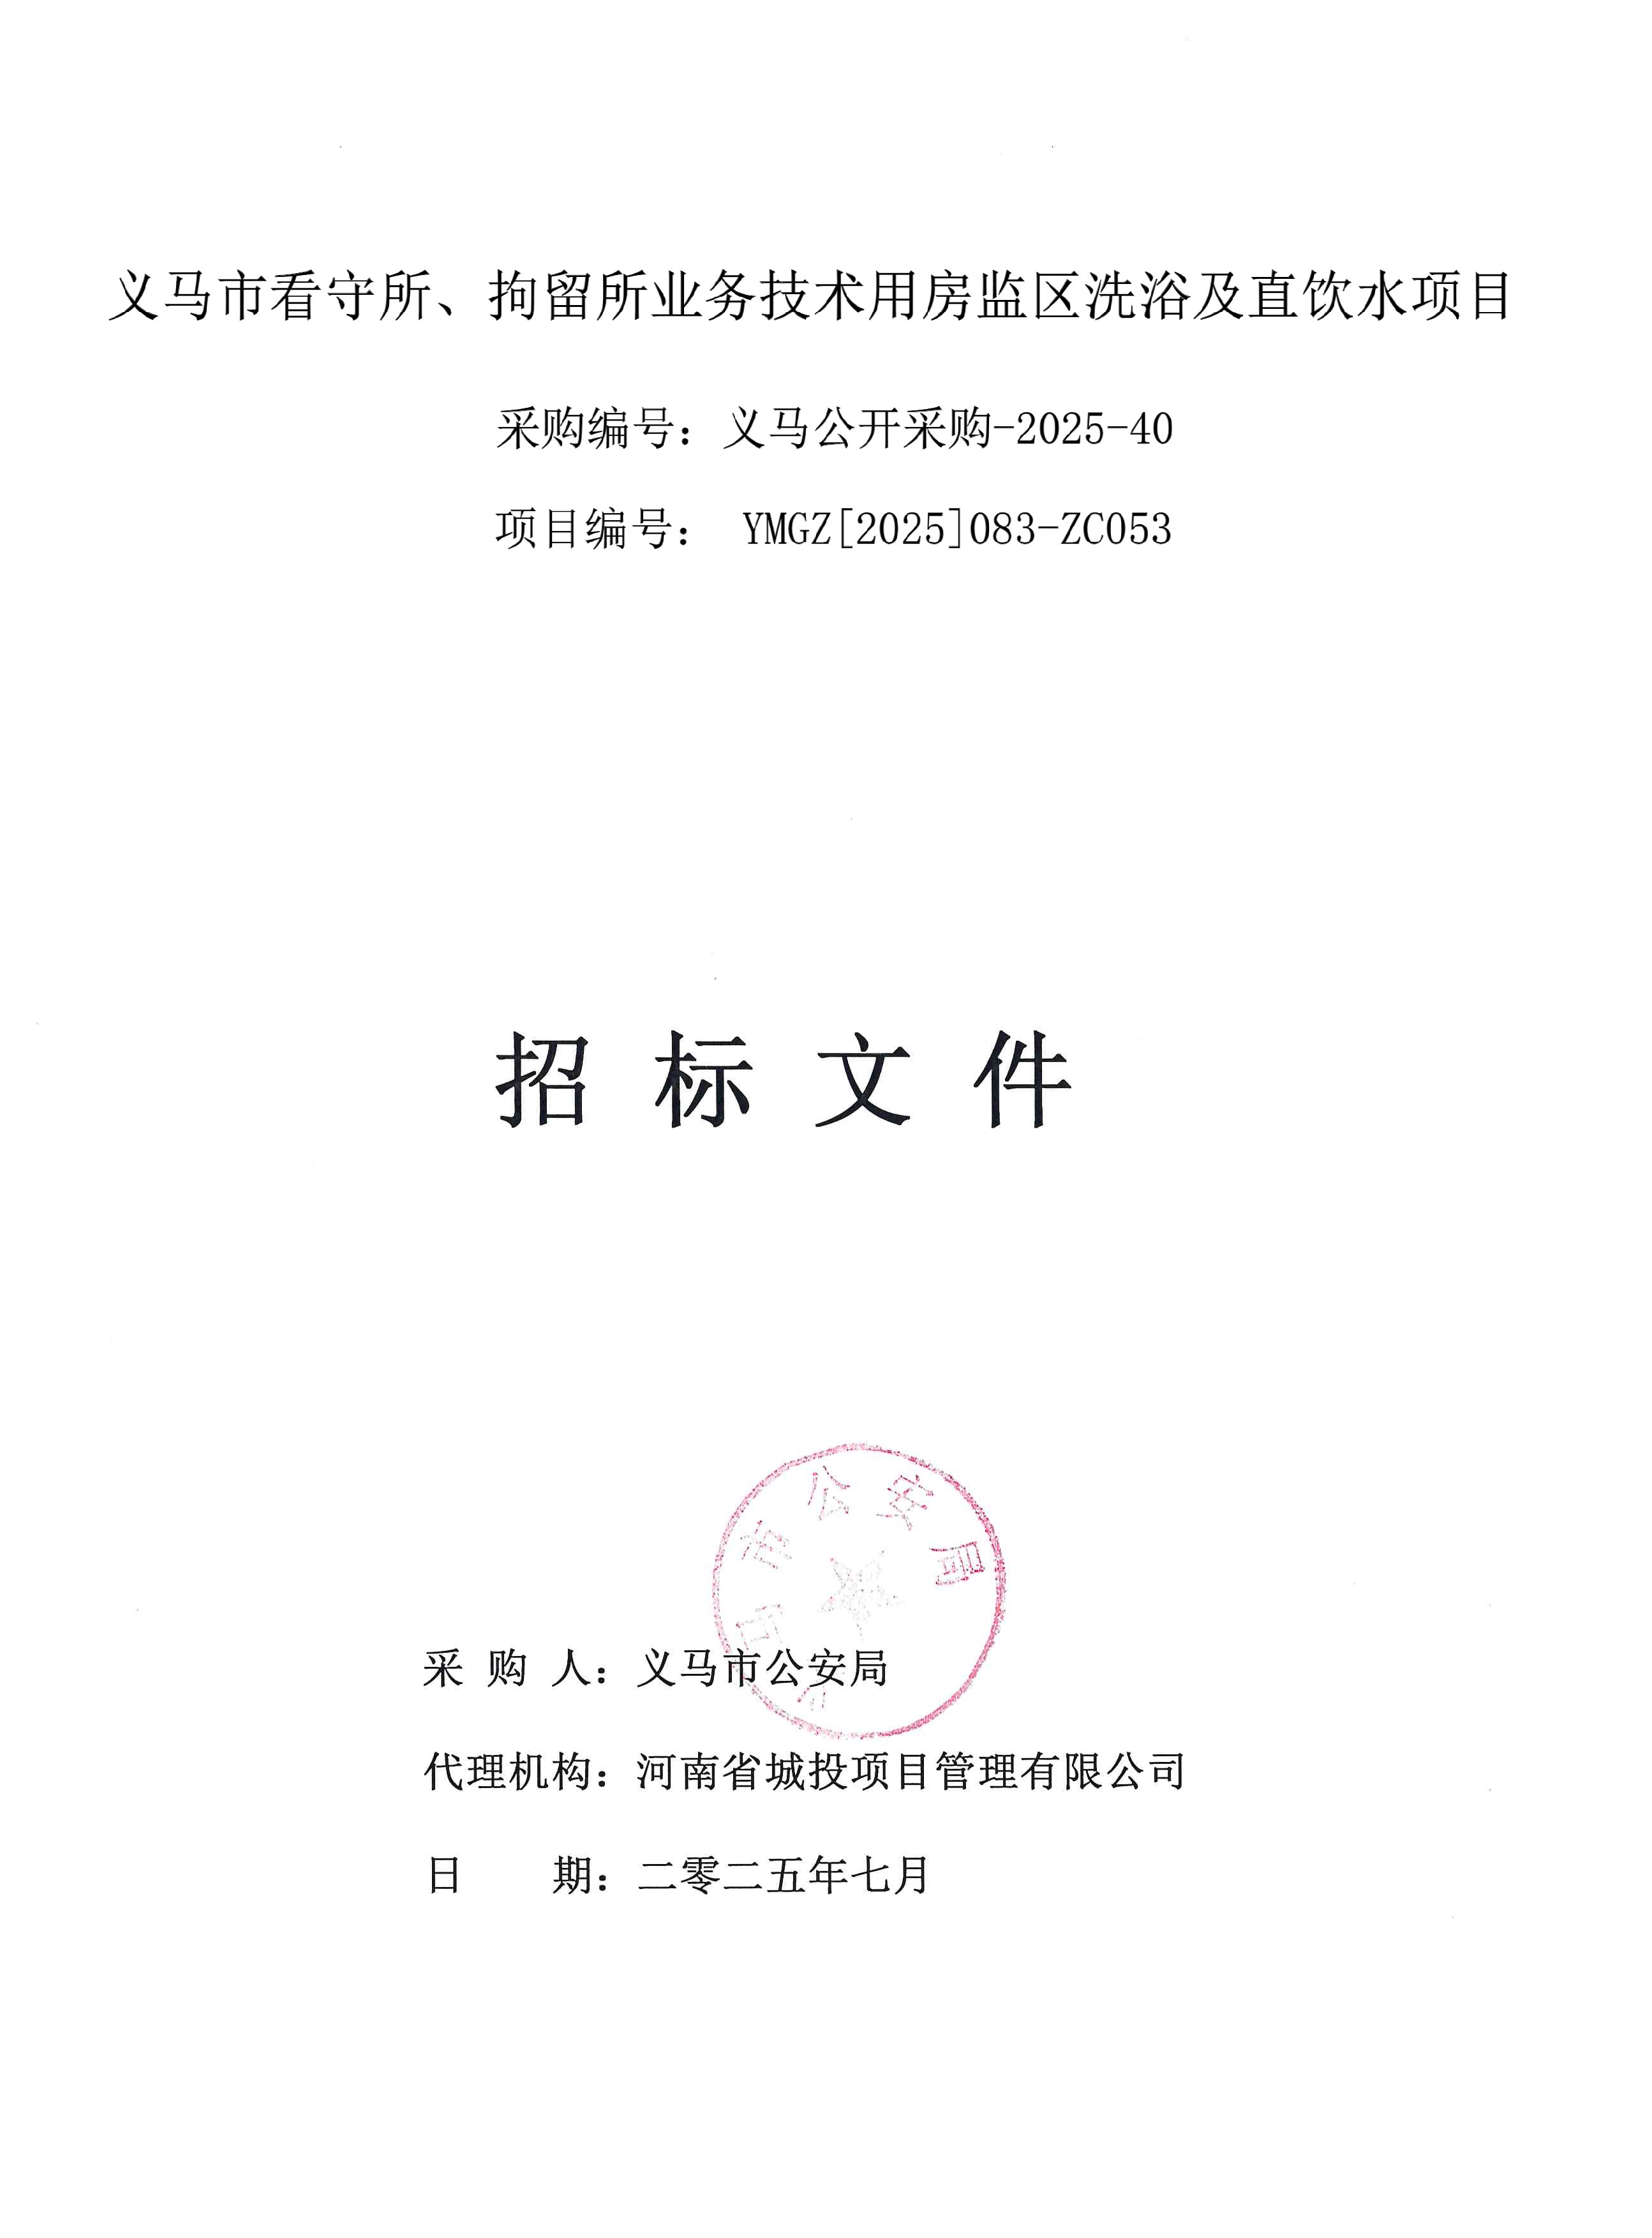 义马市看守所、拘留所业务技术用房监区洗浴及直饮水项目
采购编号：义马公开采购-2025-40
项目编号： YMGZ[2025]083-ZC053
招 标 文 件
市公安局
采 购 人：义马市公安局
代理机构：河南省城投项目管理有限公司
日 期：二零二五年七月